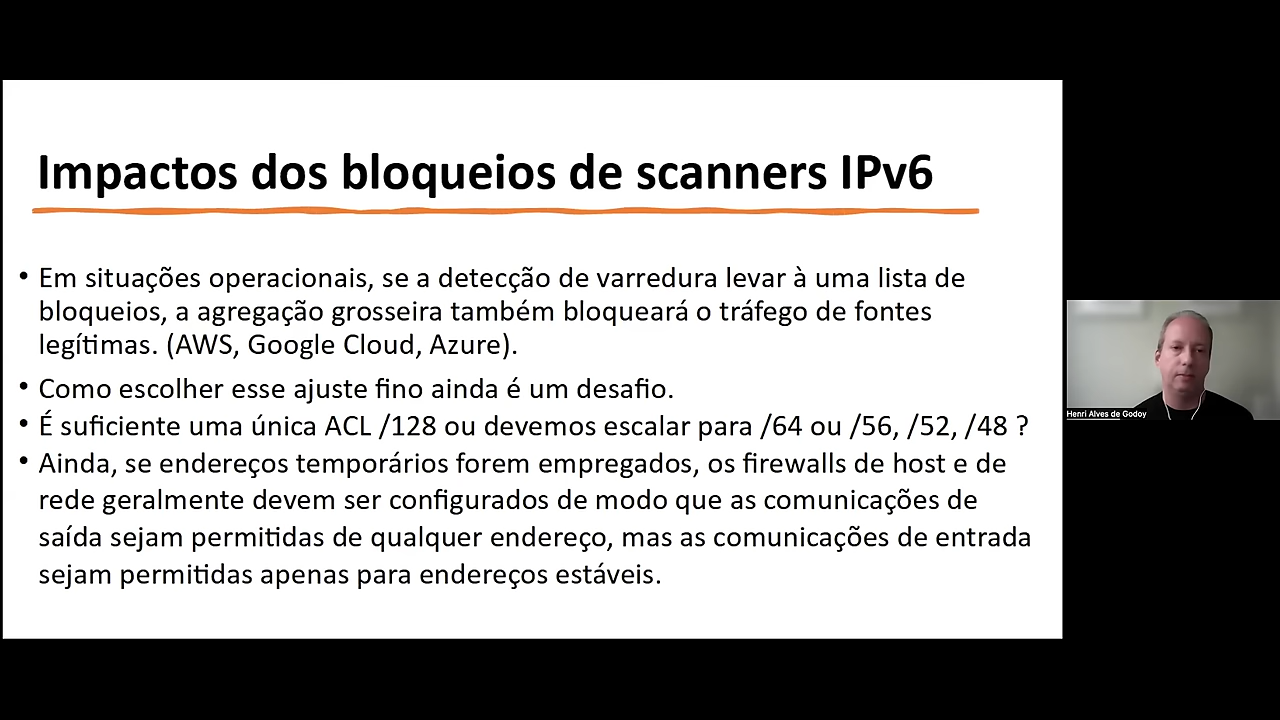 Impactos dos bloqueios de scanners IPv6
• Em situações operacionais, se a detecção de varredura levar à uma lista de
bloqueios, a agregação grosseira também bloqueará o tráfego de fontes
legítimas. (AWS, Google Cloud, Azure).
• Como escolher esse ajuste fino ainda é um desafio.
• É suficiente uma única ACL /128 ou devemos escalar para /64 ou /56, /52, /48 ?
• Ainda, se endereços temporários forem empregados, os firewalls de host e de
rede geralmente devem ser configurados de modo que as comunicações de
saída sejam permitidas de qualquer endereço, mas as comunicações de entrada
sejam permitidas apenas para endereços estáveis.
Henri Alves de Godoy